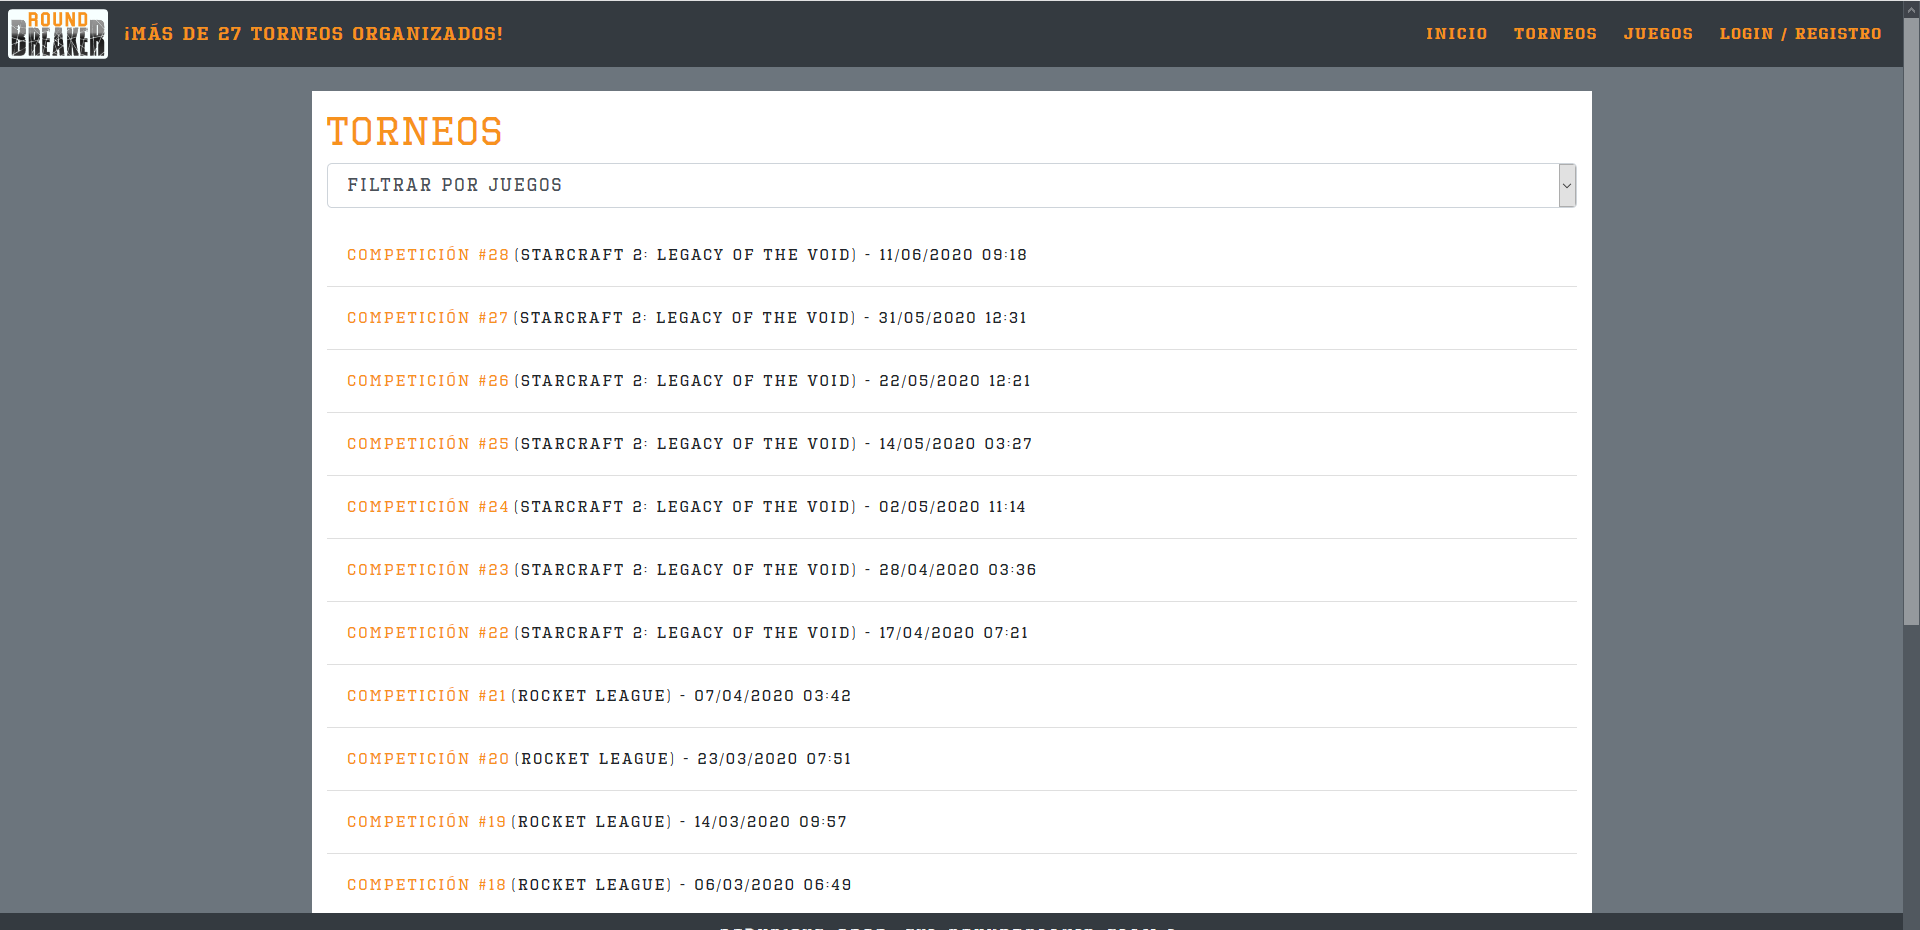 ROUND
BREAKER
¡MÁS DE 27 TORNEOS ORGANIZADOS!
INICIO
TORNEOS
JUEGOS
LOGIN / REGISTRO
TORNEOS
FILTRAR POR JUEGOS
COMPETICIÓN #28 (STARCRAFT 2: LEGACY OF THE VOID) - 11/06/2020 09:18
COMPETICIÓN #27 (STARCRAFT 2: LEGACY OF THE VOID) - 31/05/2020 12:31
COMPETICIÓN #26 (STARCRAFT 2: LEGACY OF THE VOID) - 22/05/2020 12:21
COMPETICIÓN #25 (STARCRAFT 2: LEGACY OF THE VOID) - 14/05/2020 03:27
COMPETICIÓN #24 (STARCRAFT 2: LEGACY OF THE VOID) - 02/05/2020 11:14
COMPETICIÓN #23 (STARCRAFT 2: LEGACY OF THE VOID) - 28/04/2020 03:36
COMPETICIÓN #22 (STARCRAFT 2: LEGACY OF THE VOID) - 17/04/2020 07:21
COMPETICIÓN #21 (ROCKET LEAGUE) - 07/04/2020 03:42
COMPETICIÓN #20 (ROCKET LEAGUE) - 23/03/2020 07:51
COMPETICIÓN #19 (ROCKET LEAGUE) - 14/03/2020 09:57
COMPETICIÓN #18 (ROCKET LEAGUE) - 06/03/2020 06:49